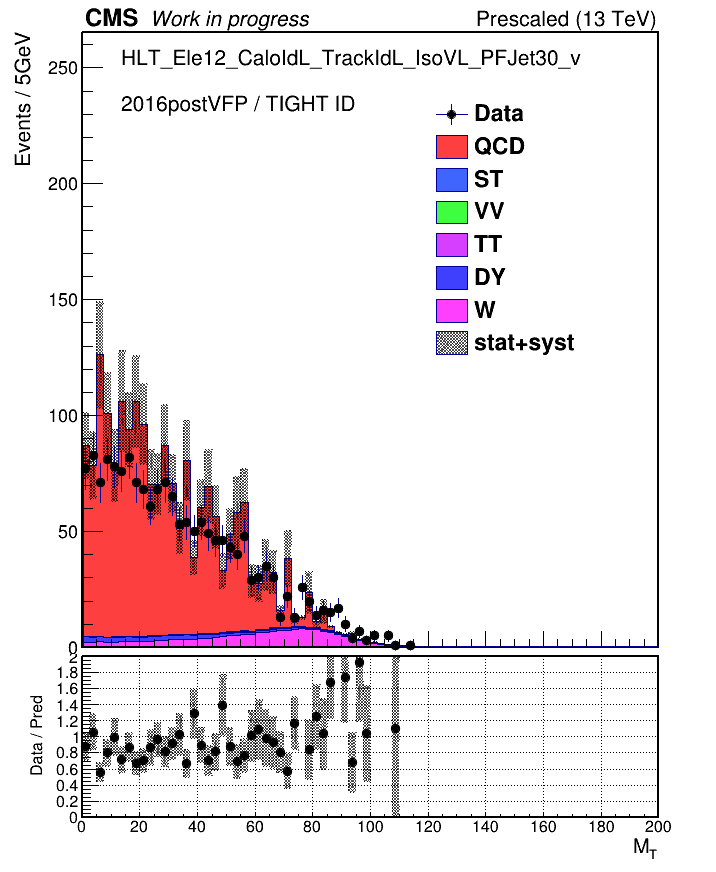 CMS Work in progress Prescaled (13 TeV)
Events / 5GeV
HLT_Ele12_CaloIdL_TrackIdL_IsoVL_PFJet30_v
2016postVFP / TIGHT ID
Data
QCD
ST
VV
TT
DY
W
stat+syst
250
200
150
100
50
0
Data / Pred
2
1.8
1.6
1.4
1.2
1
0.8
0.6
0.4
0.2
0
0 20 40 60 80 100 120 140 160 180 200
M_T